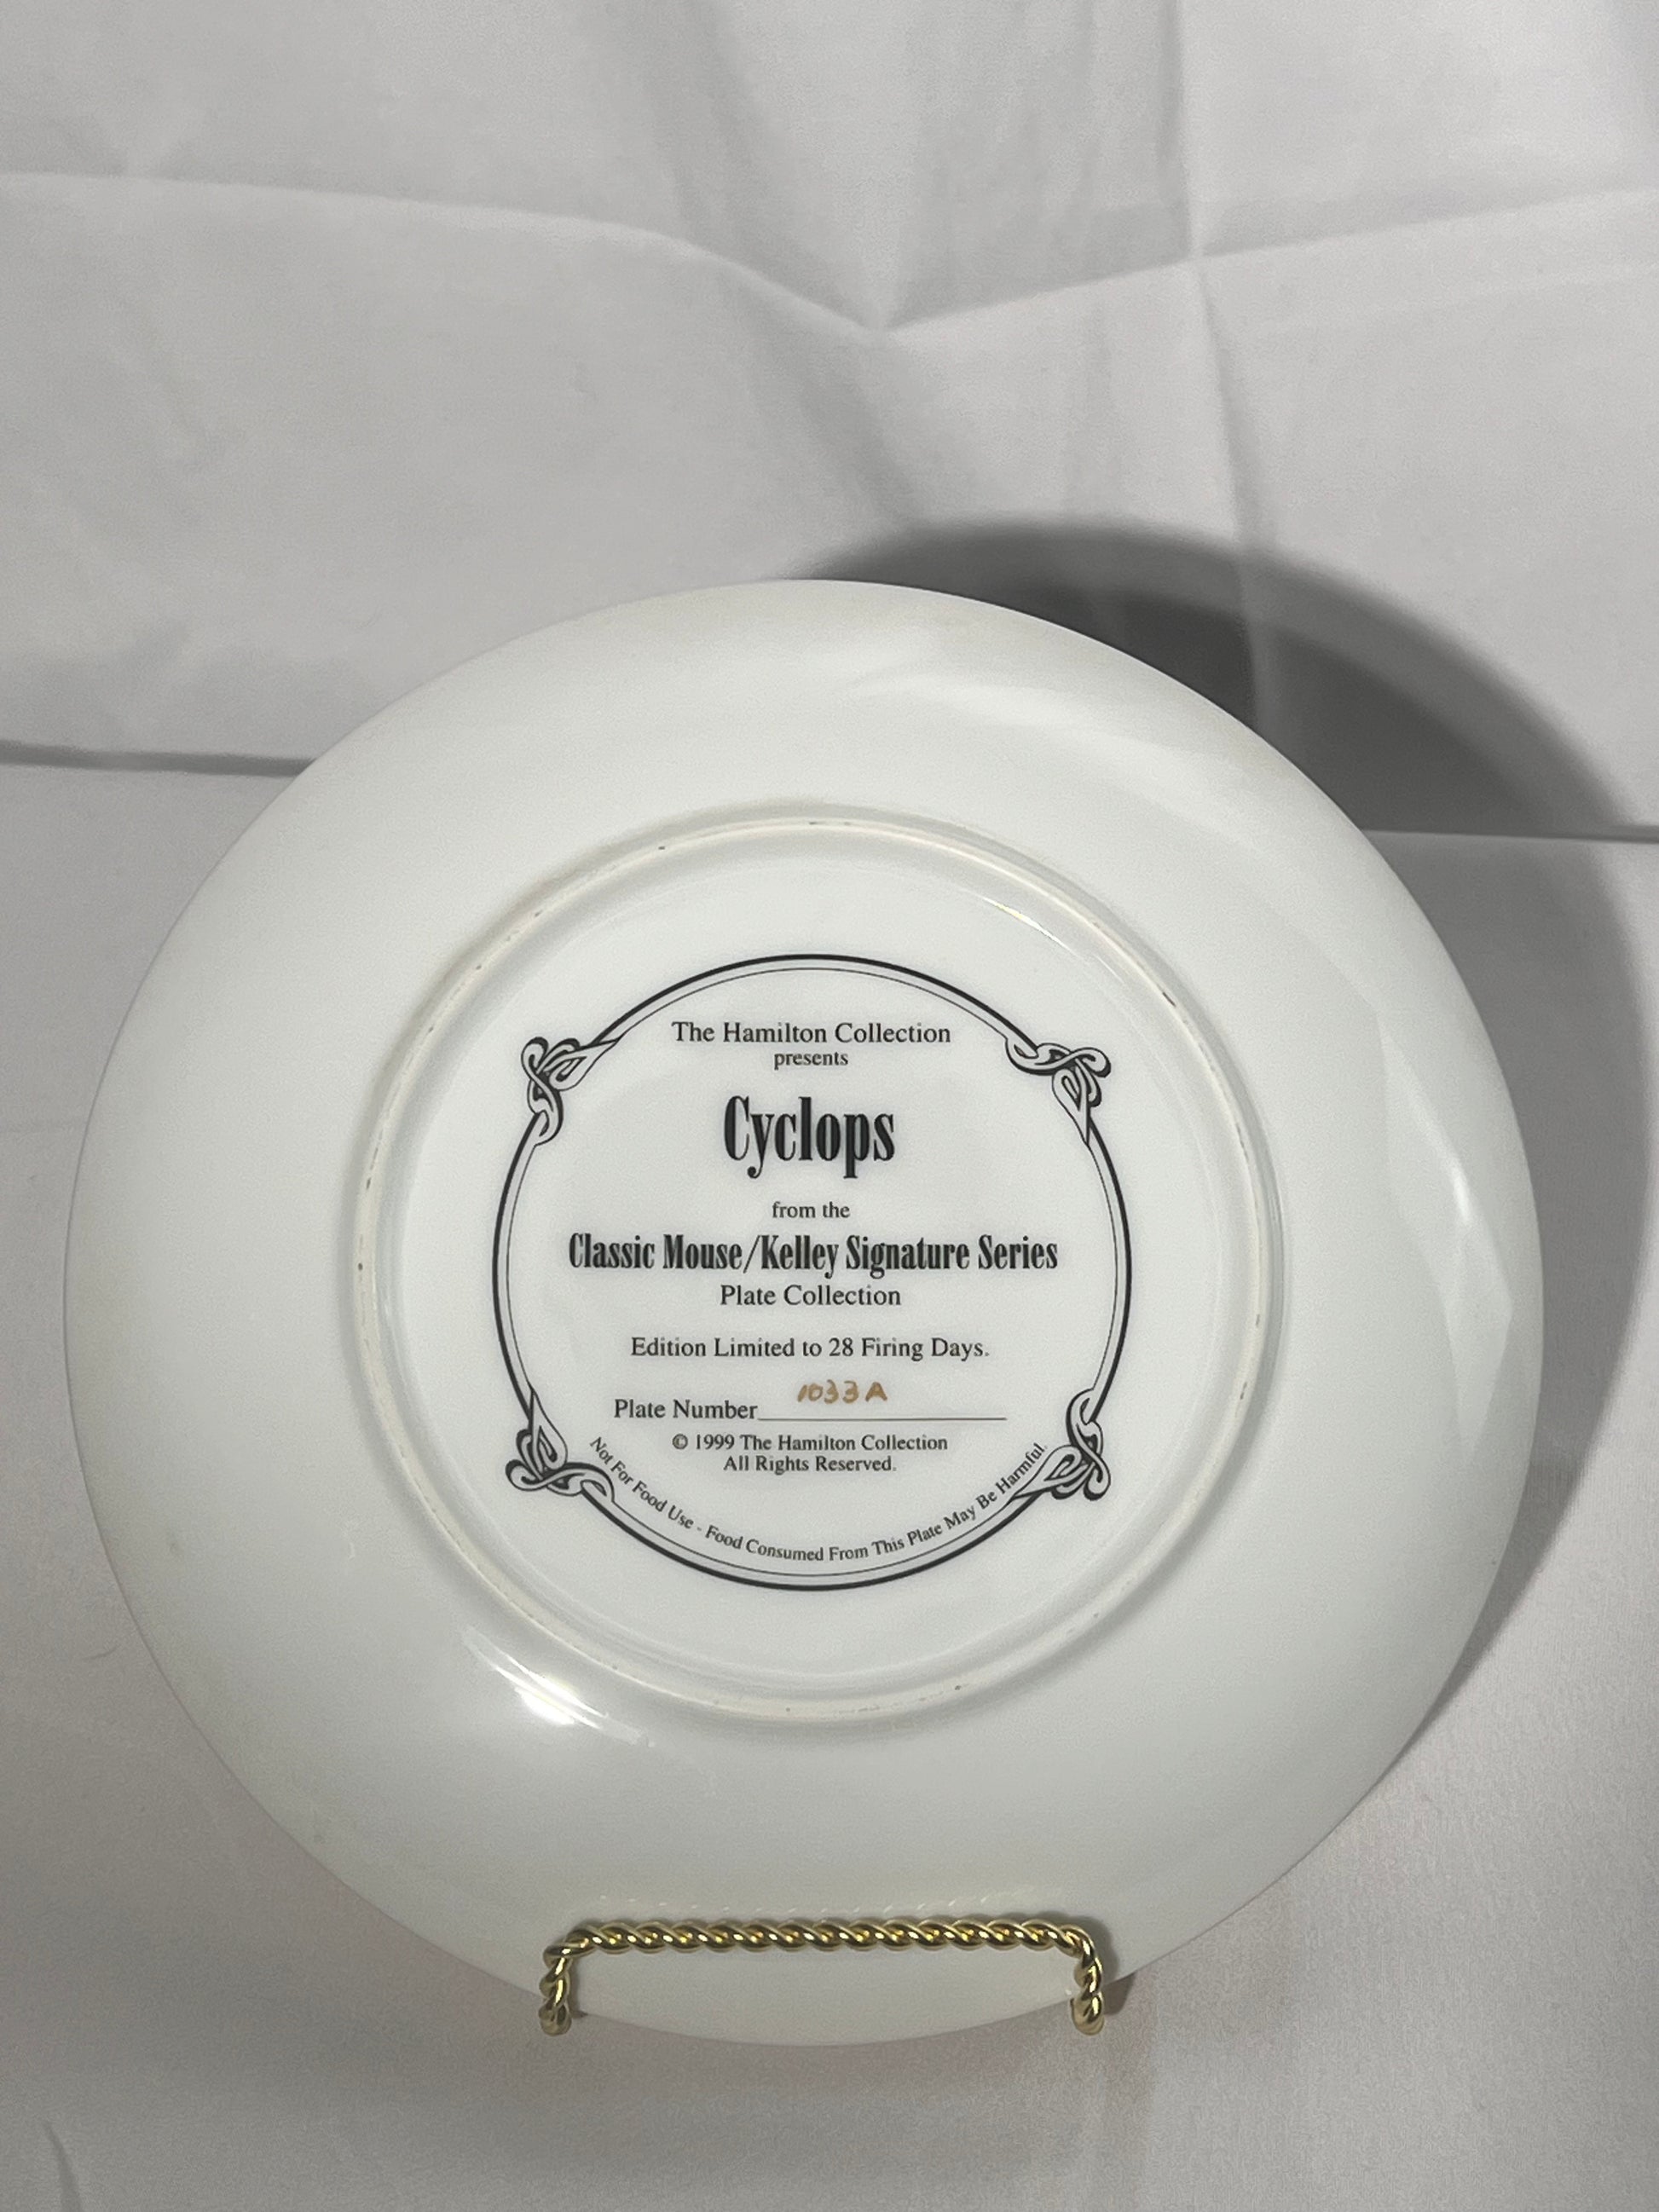 The Hamilton Collection
presents
Cyclops
from the
Classic Mouse/Kelley Signature Series
Plate Collection
Edition Limited to 28 Firing Days.
1033A
Plate Number
© 1999 The Hamilton Collection
All Rights Reserved.
Not For Food Use - Food Consumed From This Plate May Be Harmful.